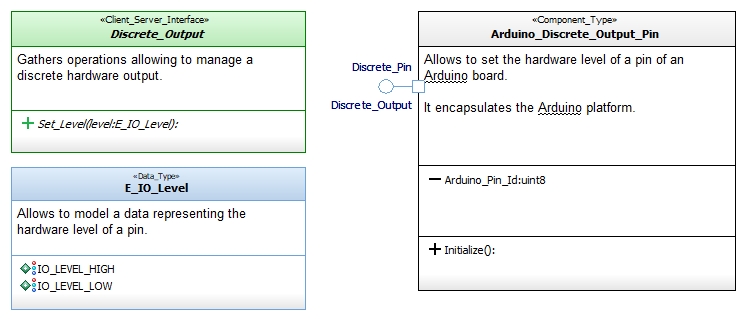 «Client_Server_Interface»
Discrete_Output
Gathers operations allowing to manage a
discrete hardware output.
+ Set_Level(level:E_IO_Level):
«Data_Type»
E_IO_Level
Allows to model a data representing the
hardware level of a pin.
IO_LEVEL_HIGH
IO_LEVEL_LOW
Discrete_Pin
Discrete_Output
«Component_Type»
Arduino_Discrete_Output_Pin
Allows to set the hardware level of a pin of an
Arduino board.
It encapsulates the Arduino platform.
− Arduino_Pin_Id:uint8
+ Initialize():